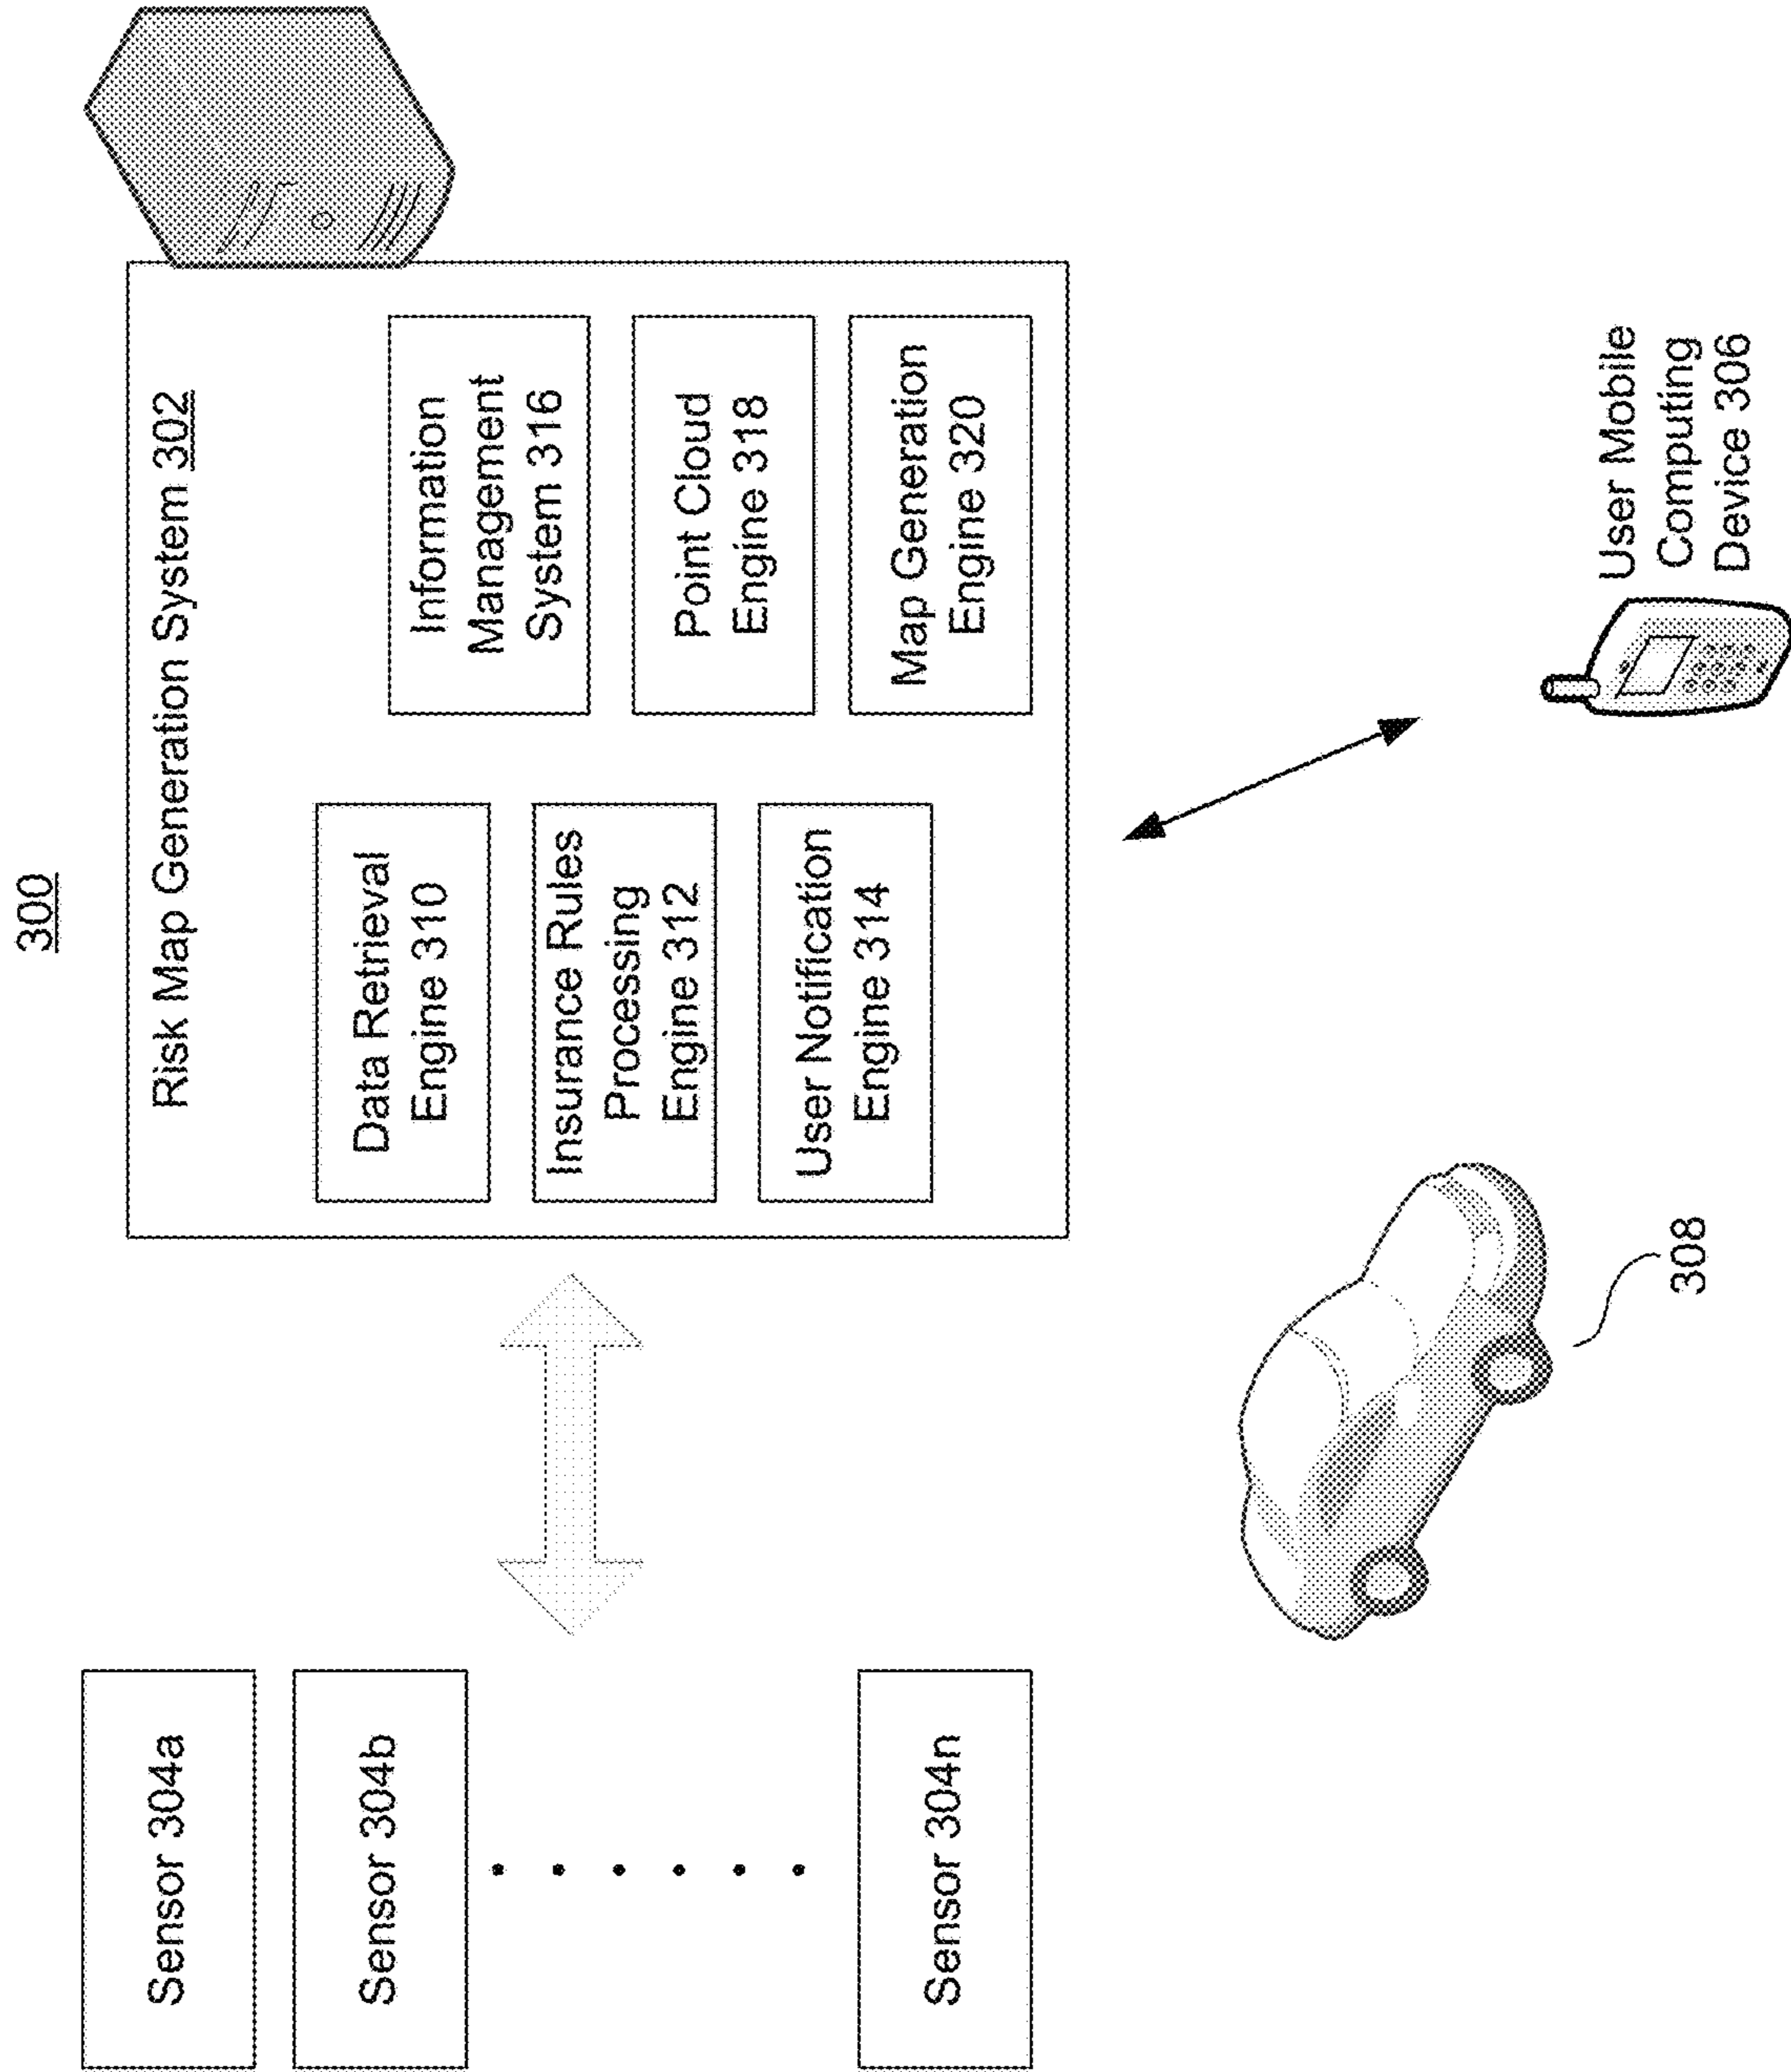 300
Risk Map Generation System 302
Data Retrieval
Engine 310
Insurance Rules
Processing
Engine 312
User Notification
Engine 314
Information
Management
System 316
Point Cloud
Engine 318
Map Generation
Engine 320
Sensor 304a
Sensor 304b
Sensor 304n
308
User Mobile
Computing
Device 306